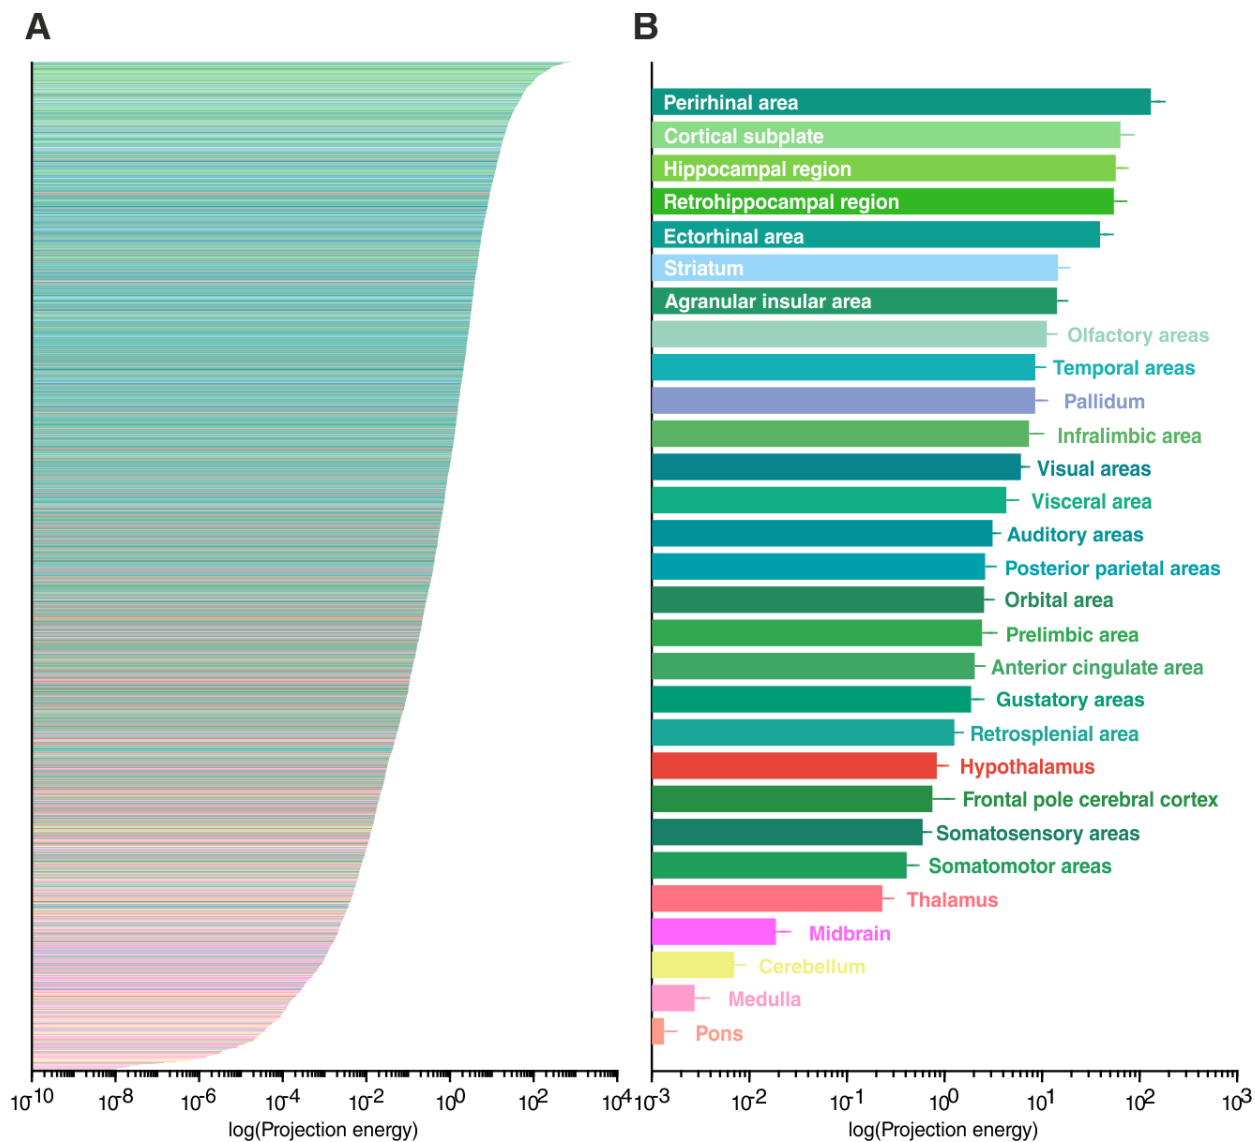 A
B
Perirhinal area
Cortical subplate
Hippocampal region
Retrohippocampal region
Ectorhinal area
Striatum
Agranular insular area
Olfactory areas
Temporal areas
Pallidum
Infralimbic area
Visual areas
Visceral area
Auditory areas
Posterior parietal areas
Orbital area
Prelimbic area
Anterior cingulate area
Gustatory areas
Retrosplenial area
Hypothalamus
Frontal pole cerebral cortex
Somatosensory areas
Somatomotor areas
Thalamus
Midbrain
Cerebellum
Medulla
Pons
10-10 10-8 10-6 10-4 10-2 100 102 104
10-3 10-2 10-1 100 101 102 103
log(Projection energy)
log(Projection energy)